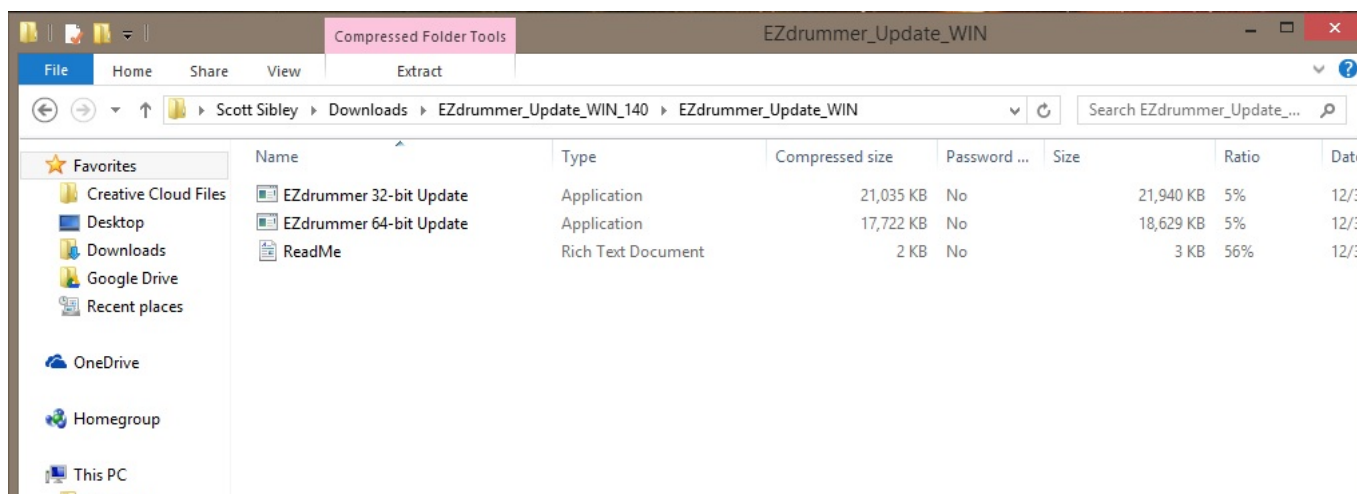 Compressed Folder Tools EZdrummer_Update_WIN
File Home Share View Extract
Scott Sibley Downloads EZdrummer_Update_WIN_140 EZdrummer_Update_WIN Search EZdrummer_Update_...
Favorites Name Type Compressed size Password ... Size Ratio Dat
Creative Cloud Files EZdrummer 32-bit Update Application 21,035 KB No 21,940 KB 5% 12/3
Desktop EZdrummer 64-bit Update Application 17,722 KB No 18,629 KB 5% 12/3
Downloads ReadMe Rich Text Document 2 KB No 3 KB 56% 12/3
Google Drive
Recent places
OneDrive
Homegroup
This PC